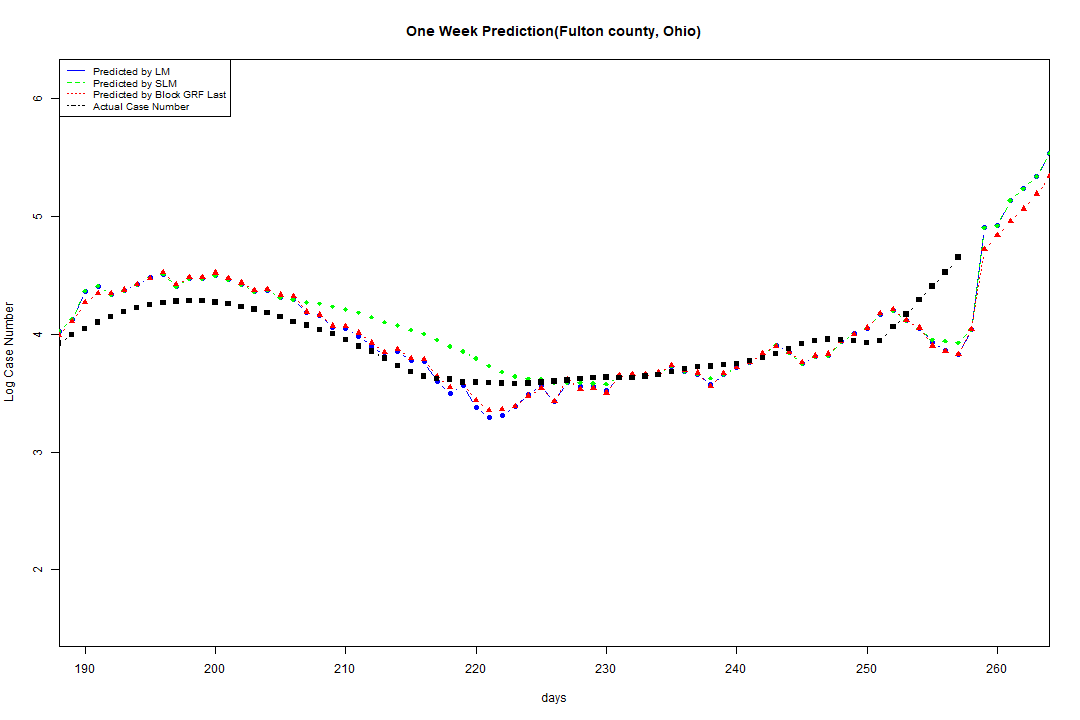 One Week Prediction(Fulton county, Ohio)
Predicted by LM
Predicted by SLM
Predicted by Block GRF Last
Actual Case Number
6
5
4
3
2
Log Case Number
190 200 210 220 230 240 250 260
days